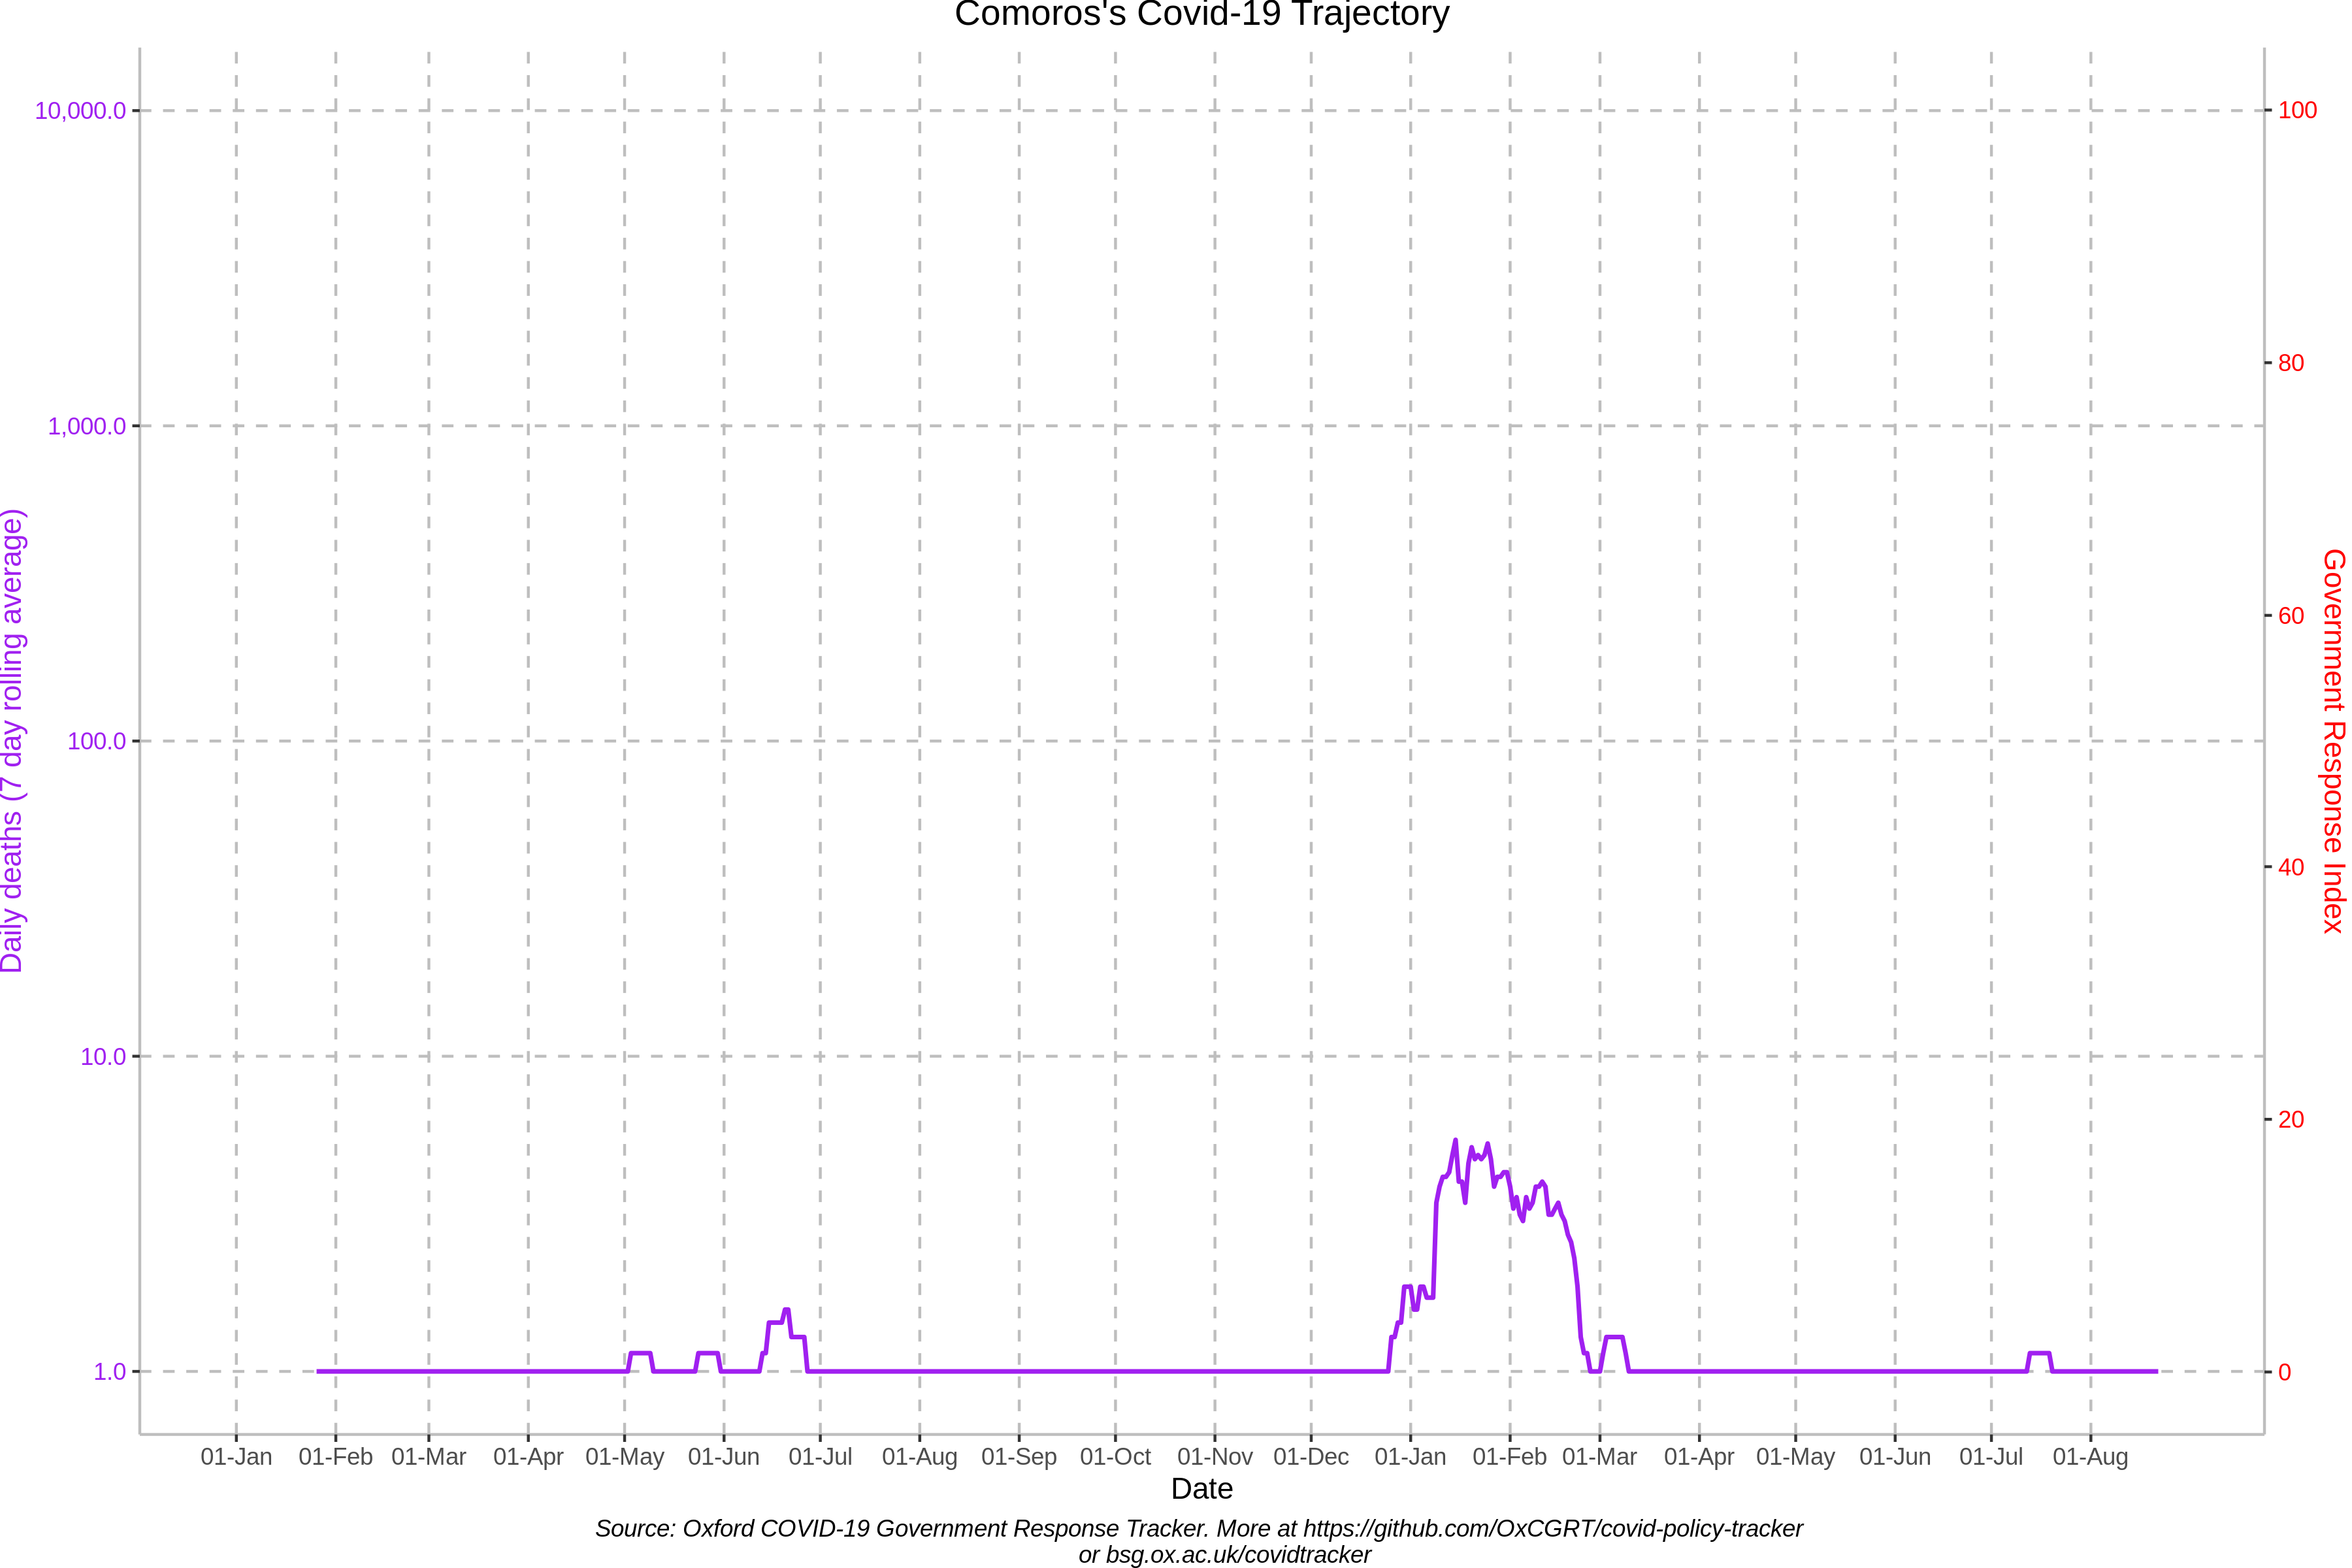 Comoros's Covid-19 Trajectory
10,000.0
1,000.0
100.0
10.0
1.0
Daily deaths (7 day rolling average)
100
80
60
40
20
0
Government Response Index
01-Jan 01-Feb 01-Mar 01-Apr 01-May 01-Jun 01-Jul 01-Aug 01-Sep 01-Oct 01-Nov 01-Dec 01-Jan 01-Feb 01-Mar 01-Apr 01-May 01-Jun 01-Jul 01-Aug
Date
Source: Oxford COVID-19 Government Response Tracker. More at https://github.com/OxCGRT/covid-policy-tracker
or bsg.ox.ac.uk/covidtracker